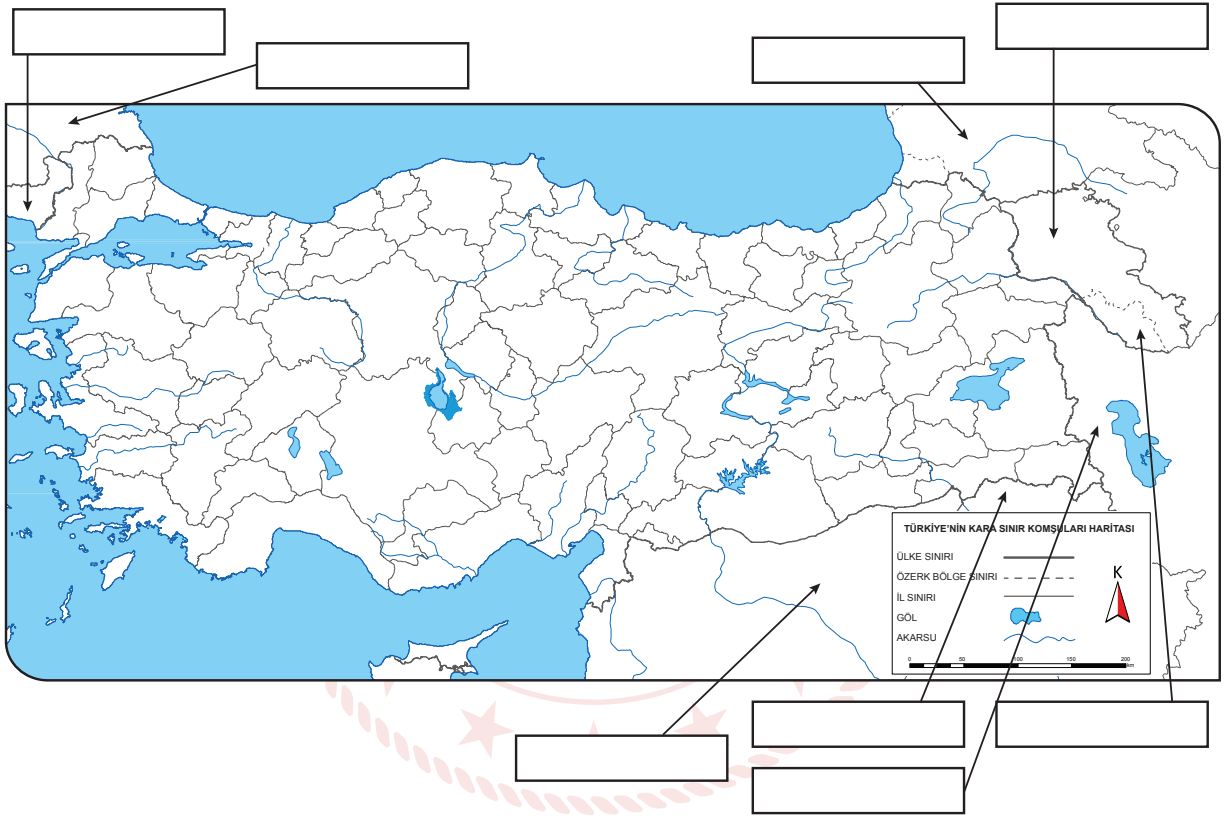 TÜRKİYE'NİN KARA SINIR KOMŞULARI HARİTASI
ÜLKE SINIRI
ÖZERK BÖLGE SINIRI
İL SINIRI
GÖL
AKARSU
K
0 50 100 150 200
km